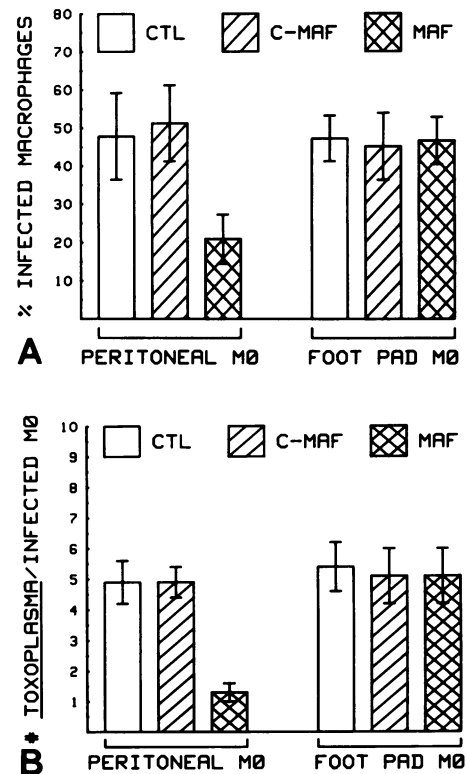 80
CTL C-MAF MAF
70
60
50
40
30
20
10
% INFECTED MACROPHAGES
A
PERITONEAL MØ FOOT PAD MØ
10
CTL C-MAF MAF
9
8
7
6
5
4
3
2
1
* TOXOPLASMA/INFECTED MØ
B
PERITONEAL MØ FOOT PAD MØ